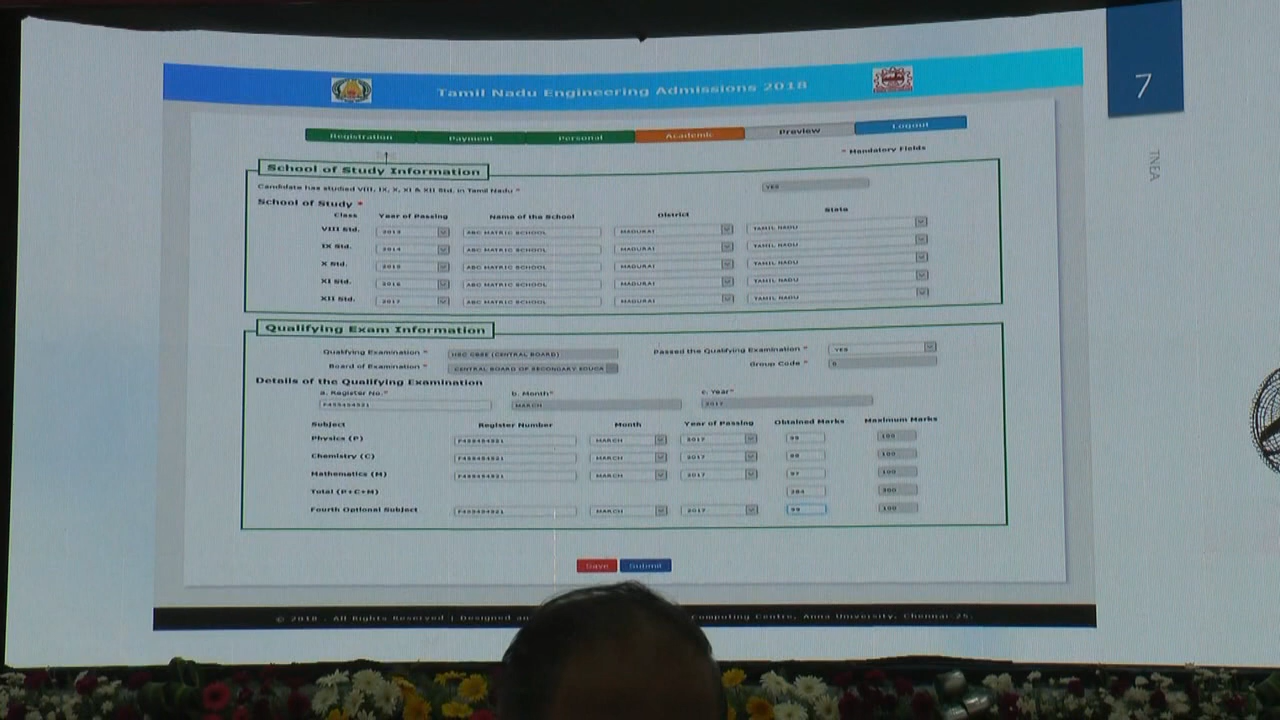 7
TNEA
Tamil Nadu Engineering Admissions 2018
Registration Payment Personal Academic Preview Logout
* Mandatory Fields
School of Study Information
Candidate has studied VIII, IX, X, XI & XII Std. in Tamil Nadu * YES
School of Study *
Class Year of Passing Name of the School District State
VIII Std. 2013 ABC MATRIC SCHOOL MADURAI TAMIL NADU
IX Std. 2014 ABC MATRIC SCHOOL MADURAI TAMIL NADU
X Std. 2015 ABC MATRIC SCHOOL MADURAI TAMIL NADU
XI Std. 2016 ABC MATRIC SCHOOL MADURAI TAMIL NADU
XII Std. 2017 ABC MATRIC SCHOOL MADURAI TAMIL NADU
Qualifying Exam Information
Qualifying Examination * HSC CBSE (CENTRAL BOARD) Passed the Qualifying Examination * YES
Board of Examination * CENTRAL BOARD OF SECONDARY EDUCA Group Code *
Details of the Qualifying Examination
a. Register No.* b. Month* c. Year*
MARCH 2017
Subject Register Number Month Year of Passing Obtained Marks Maximum Marks
Physics (P) MARCH 2017 100
Chemistry (C) MARCH 2017 100
Mathematics (M) MARCH 2017 97 100
Total (P+C+M) 284 300
Fourth Optional Subject MARCH 2017 99 100
Save Submit
© 2018 . All Rights Reserved | Designed an Computing Centre, Anna University, Chennai-25.